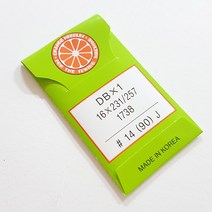 DB×1
16×231/257
1738
# 14 (90) J
MADE IN KOREA